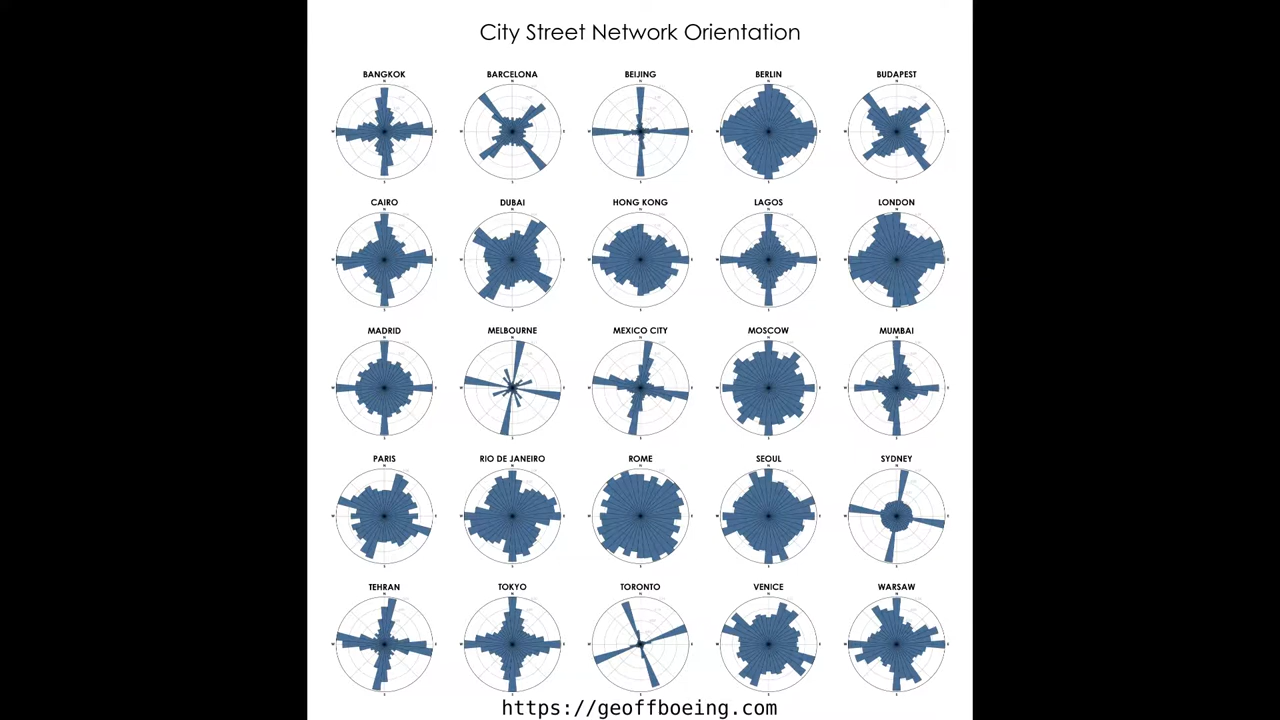 City Street Network Orientation
BANGKOK BARCELONA BEIJING BERLIN BUDAPEST
N N N N N
W E W E W E W E W E
S S S S S
CAIRO DUBAI HONG KONG LAGOS LONDON
N N N N N
W E W E W E W E W E
S S S S S
MADRID MELBOURNE MEXICO CITY MOSCOW MUMBAI
N N N N N
W E W E W E W E W E
S S S S S
PARIS RIO DE JANEIRO ROME SEOUL SYDNEY
N N N N N
W E W E W E W E W E
S S S S S
TEHRAN TOKYO TORONTO VENICE WARSAW
N N N N N
W E W E W E W E W E
S S S S S
https://geoffboeing.com